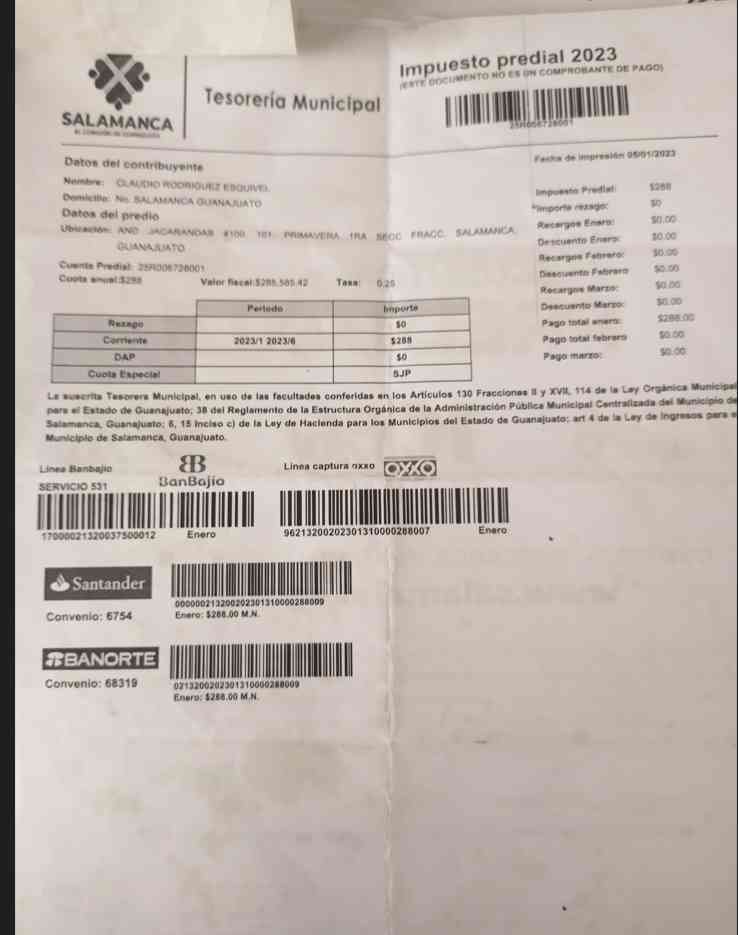 SALAMANCA
Tesorería Municipal
Impuesto predial 2023
(ESTE DOCUMENTO NO ES UN COMPROBANTE DE PAGO)
25R006728001
Fecha de impresión 05/01/2023
Datos del contribuyente
Nombre: CLAUDIO RODRIGUEZ ESQUIVEL
Domicilio: No. SALAMANCA GUANAJUATO
Datos del predio
Ubicación: AND JACARANDAS #100, 101, PRIMAVERA 1RA SECC FRACC. SALAMANCA,
GUANAJUATO
Cuenta Predial: 25R006728001
Cuota anual:$288 Valor fiscal:$288,585.42 Tasa: 0.25
Impuesto Predial: $288
*Importe rezago: $0
Recargos Enero: $0.00
Descuento Enero: $0.00
Recargos Febrero: $0.00
Descuento Febrero $0.00
Recargos Marzo: $0.00
Descuento Marzo: $0.00
Pago total enero: $288.00
Pago total febrero $0.00
Pago marzo: $0.00
Periodo Importe
Rezago $0
Corriente 2023/1 2023/6 $288
DAP $0
Cuota Especial SJP
La suscrita Tesorera Municipal, en uso de las facultades conferidas en los Artículos 130 Fracciones II y XVII, 114 de la Ley Orgánica Municipal
para el Estado de Guanajuato; 38 del Reglamento de la Estructura Orgánica de la Administración Pública Municipal Centralizada del Municipio de
Salamanca, Guanajuato; 6, 15 Inciso c) de la Ley de Hacienda para los Municipios del Estado de Guanajuato; art 4 de la Ley de Ingresos para e
Municipio de Salamanca, Guanajuato.
Línea Banbajio
BB
BanBajío
SERVICIO 531
17000021320037500012 Enero
Línea captura oxxo OXXO
96213200202301310000288007 Enero
Santander
Convenio: 6754
000000213200202301310000288009
Enero: $288.00 M.N.
BANORTE
Convenio: 68319
0213200202301310000288009
Enero: $288.00 M.N.